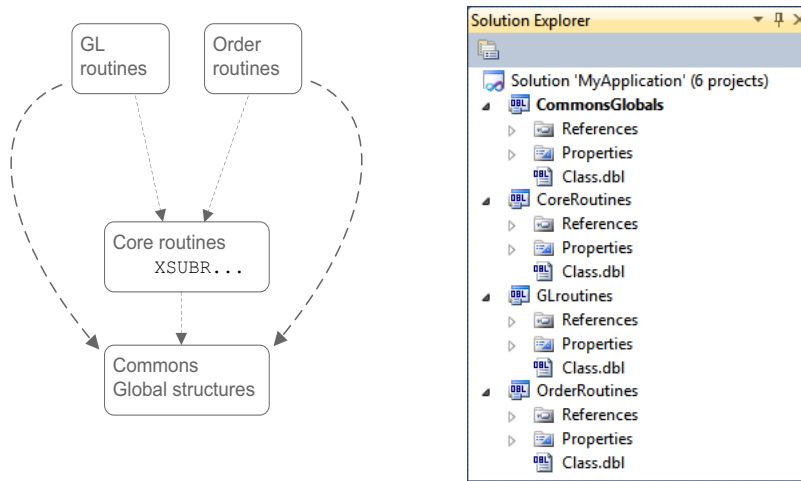 GL
routines
Order
routines
Core routines
XSUBR...
Commons
Global structures
Solution Explorer
Solution 'MyApplication' (6 projects)
CommonsGlobals
References
Properties
Class.dbl
CoreRoutines
References
Properties
Class.dbl
GLroutines
References
Properties
Class.dbl
OrderRoutines
References
Properties
Class.dbl